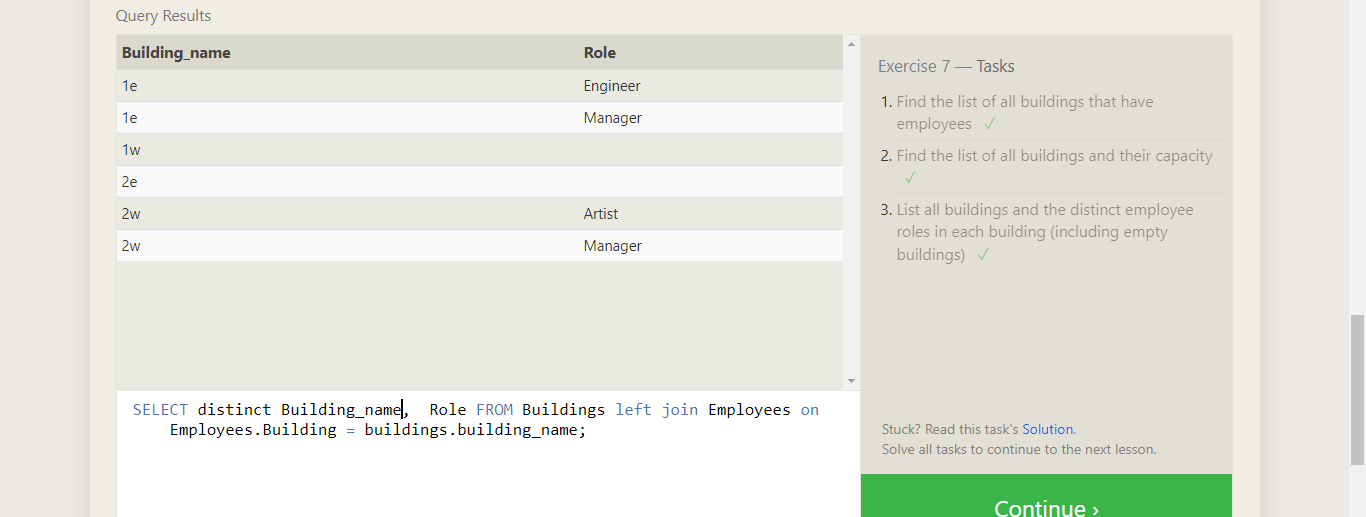 Query Results
Building_name Role
1e Engineer
1e Manager
1w
2e
2w Artist
2w Manager
SELECT distinct Building_name,  Role FROM Buildings left join Employees on
Employees.Building = buildings.building_name;
Exercise 7 — Tasks
1. Find the list of all buildings that have
employees ✓
2. Find the list of all buildings and their capacity
✓
3. List all buildings and the distinct employee
roles in each building (including empty
buildings) ✓
Stuck? Read this task's Solution.
Solve all tasks to continue to the next lesson.
Continue ›